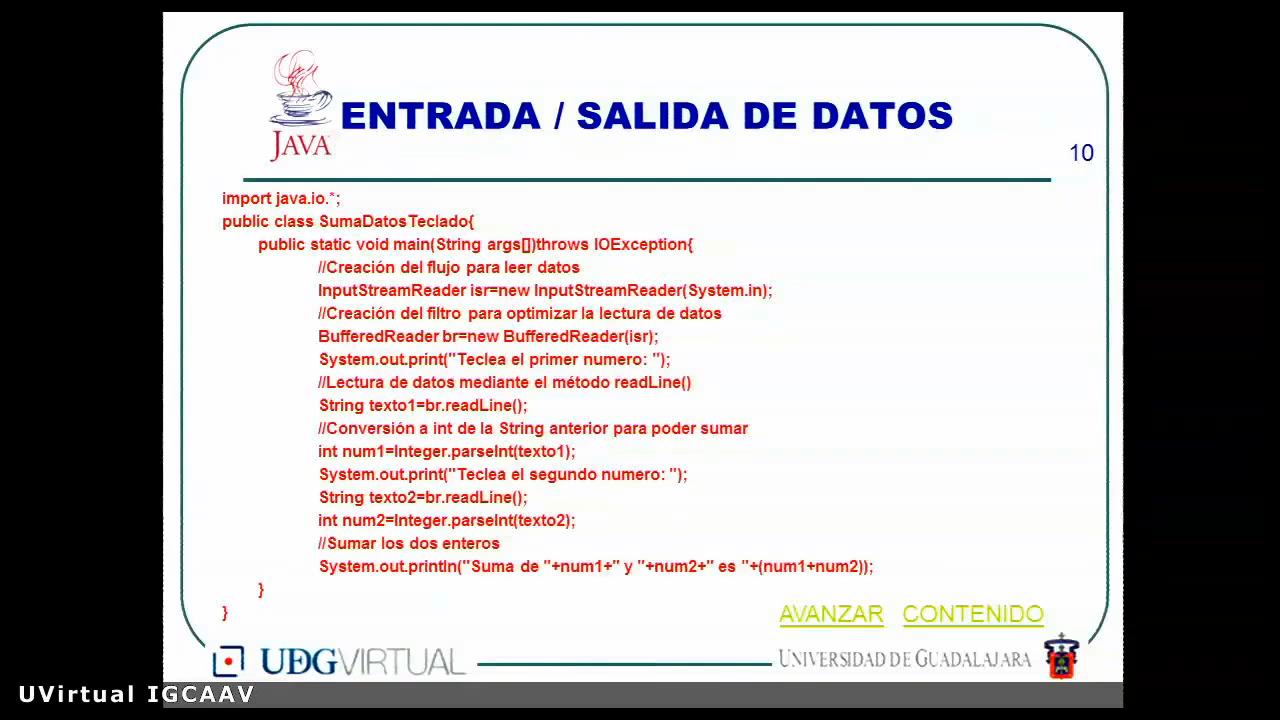 JAVA
ENTRADA / SALIDA DE DATOS
10
import java.io.*;
public class SumaDatosTeclado{
public static void main(String args[])throws IOException{
//Creación del flujo para leer datos
InputStreamReader isr=new InputStreamReader(System.in);
//Creación del filtro para optimizar la lectura de datos
BufferedReader br=new BufferedReader(isr);
System.out.print("Teclea el primer numero: ");
//Lectura de datos mediante el método readLine()
String texto1=br.readLine();
//Conversión a int de la String anterior para poder sumar
int num1=Integer.parseInt(texto1);
System.out.print("Teclea el segundo numero: ");
String texto2=br.readLine();
int num2=Integer.parseInt(texto2);
//Sumar los dos enteros
System.out.println("Suma de "+num1+" y "+num2+" es "+(num1+num2));
}
}
AVANZAR CONTENIDO
UDGVIRTUAL
UNIVERSIDAD DE GUADALAJARA
UVirtual IGCAAV